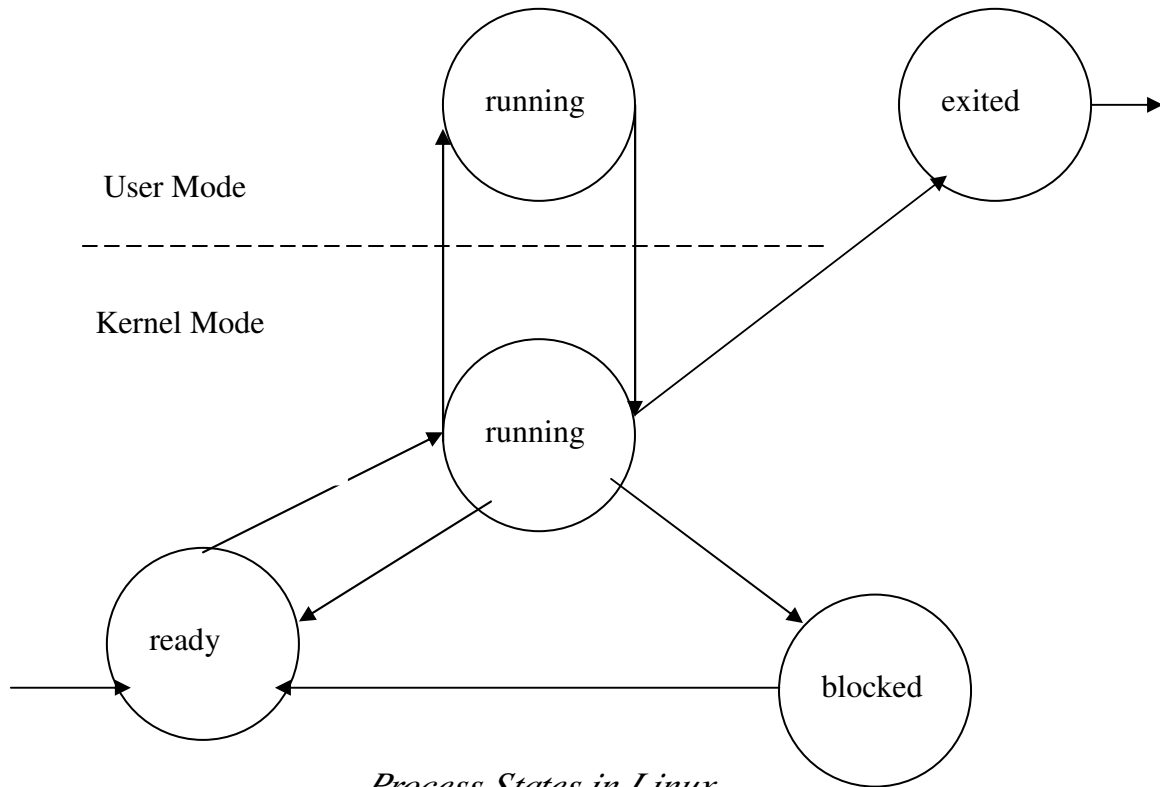 running
exited
User Mode
Kernel Mode
running
ready
blocked
Process States in Linux